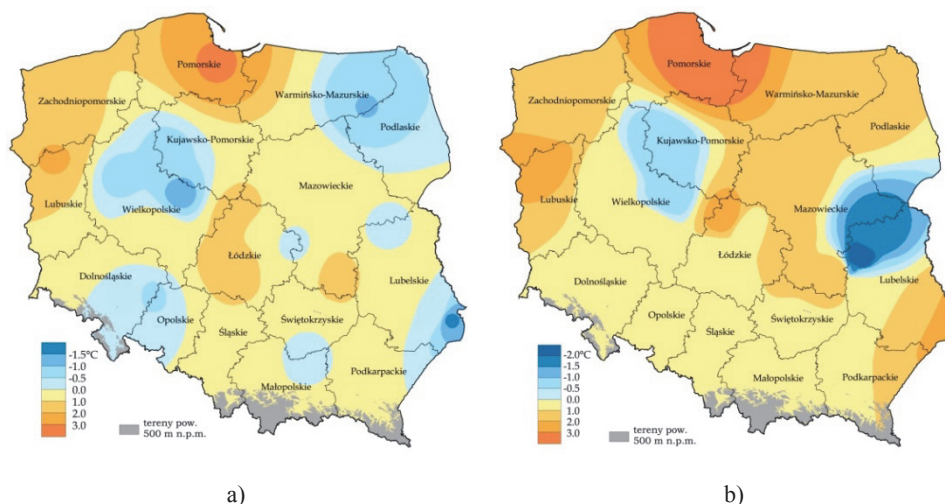 Pomorskie
Zachodniopomorskie
Warmińsko-Mazurskie
Podlaskie
Kujawsko-Pomorskie
Mazowieckie
Lubuskie
Wielkopolskie
Łódzkie
Dolnośląskie
Lubelskie
Opolskie
Śląskie
Świętokrzyskie
Małopolskie
Podkarpackie
-1.5°C
-1.0
-0.5
0.0
1.0
2.0
3.0
tereny pow.
500 m n.p.m.
a)
Pomorskie
Zachodniopomorskie
Warmińsko-Mazurskie
Podlaskie
Kujawsko-Pomorskie
Mazowieckie
Lubuskie
Wielkopolskie
Łódzkie
Dolnośląskie
Lubelskie
Opolskie
Śląskie
Świętokrzyskie
Małopolskie
Podkarpackie
-2.0°C
-1.5
-1.0
-0.5
0.0
1.0
2.0
3.0
tereny pow.
500 m n.p.m.
b)